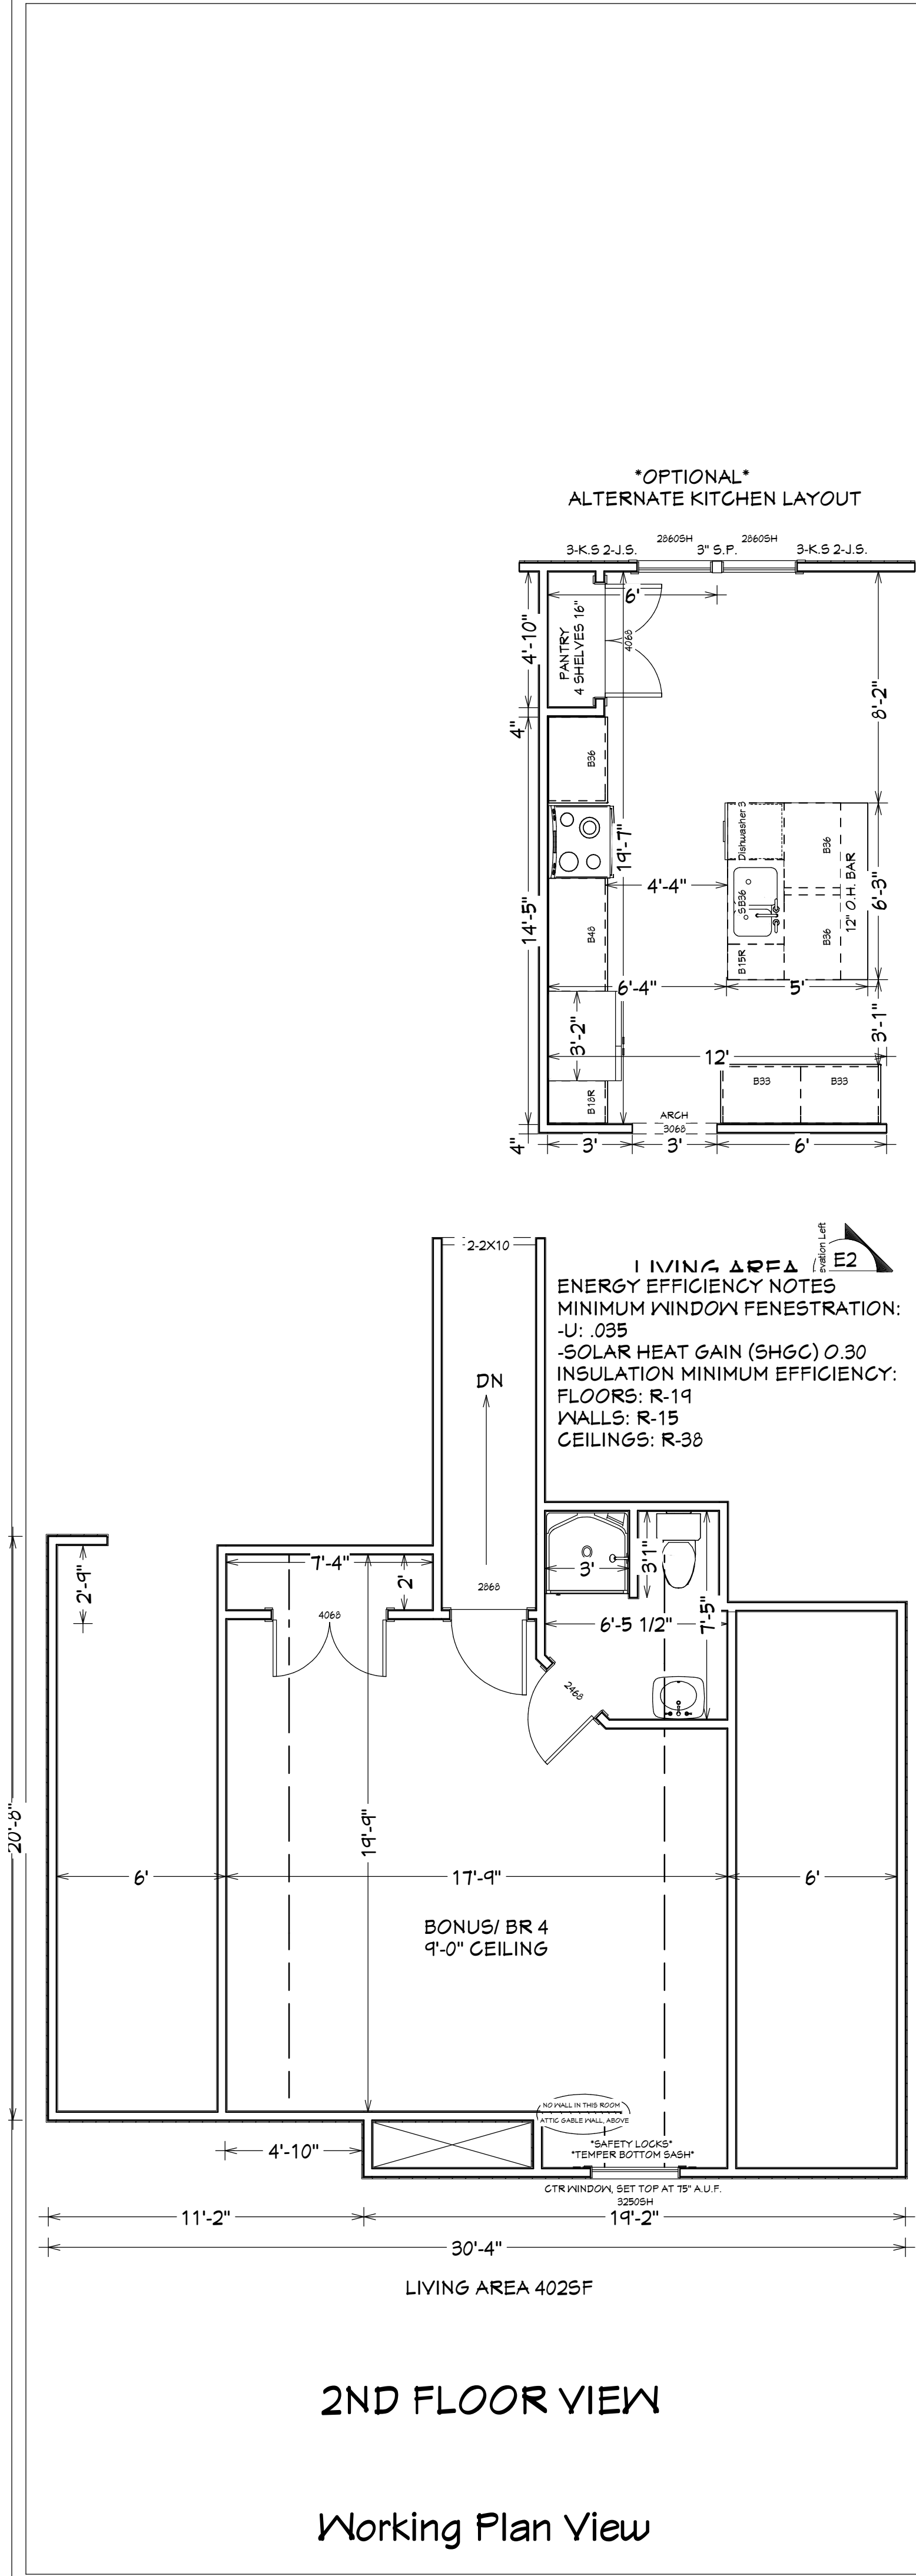 *OPTIONAL*
ALTERNATE KITCHEN LAYOUT
2860SH
2860SH
3-K.S 2-J.S.
3" S.P.
3-K.S 2-J.S.
6'
4'-10"
PANTRY
4 SHELVES 16"
4068
8'-2"
4"
B36
Dishwasher 3
B36
19'-7"
12" O.H. BAR
4'-4"
SB36
6'-3"
14'-5"
B48
B36
B15R
6'-4"
5'
3'-2"
3'-1"
12'
B33
B33
B18R
ARCH
3068
4"
3'
3'
6'
2-2X10
LIVING AREA
evation Left
E2
ENERGY EFFICIENCY NOTES
MINIMUM WINDOW FENESTRATION:
-U: .035
-SOLAR HEAT GAIN (SHGC) 0.30
INSULATION MINIMUM EFFICIENCY:
FLOORS: R-19
WALLS: R-15
CEILINGS: R-38
DN
7'-4"
2'
2868
3'
3'1"
2'-9"
4068
6'-5 1/2"
7'-5"
2468
20'-8"
19'-9"
6'
17'-9"
6'
BONUS/ BR 4
9'-0" CEILING
NO WALL IN THIS ROOM
ATTIC GABLE WALL, ABOVE
4'-10"
*SAFETY LOCKS*
*TEMPER BOTTOM SASH*
CTR WINDOW, SET TOP AT 75" A.U.F.
3250SH
11'-2"
19'-2"
30'-4"
LIVING AREA 402SF
2ND FLOOR VIEW
Working Plan View